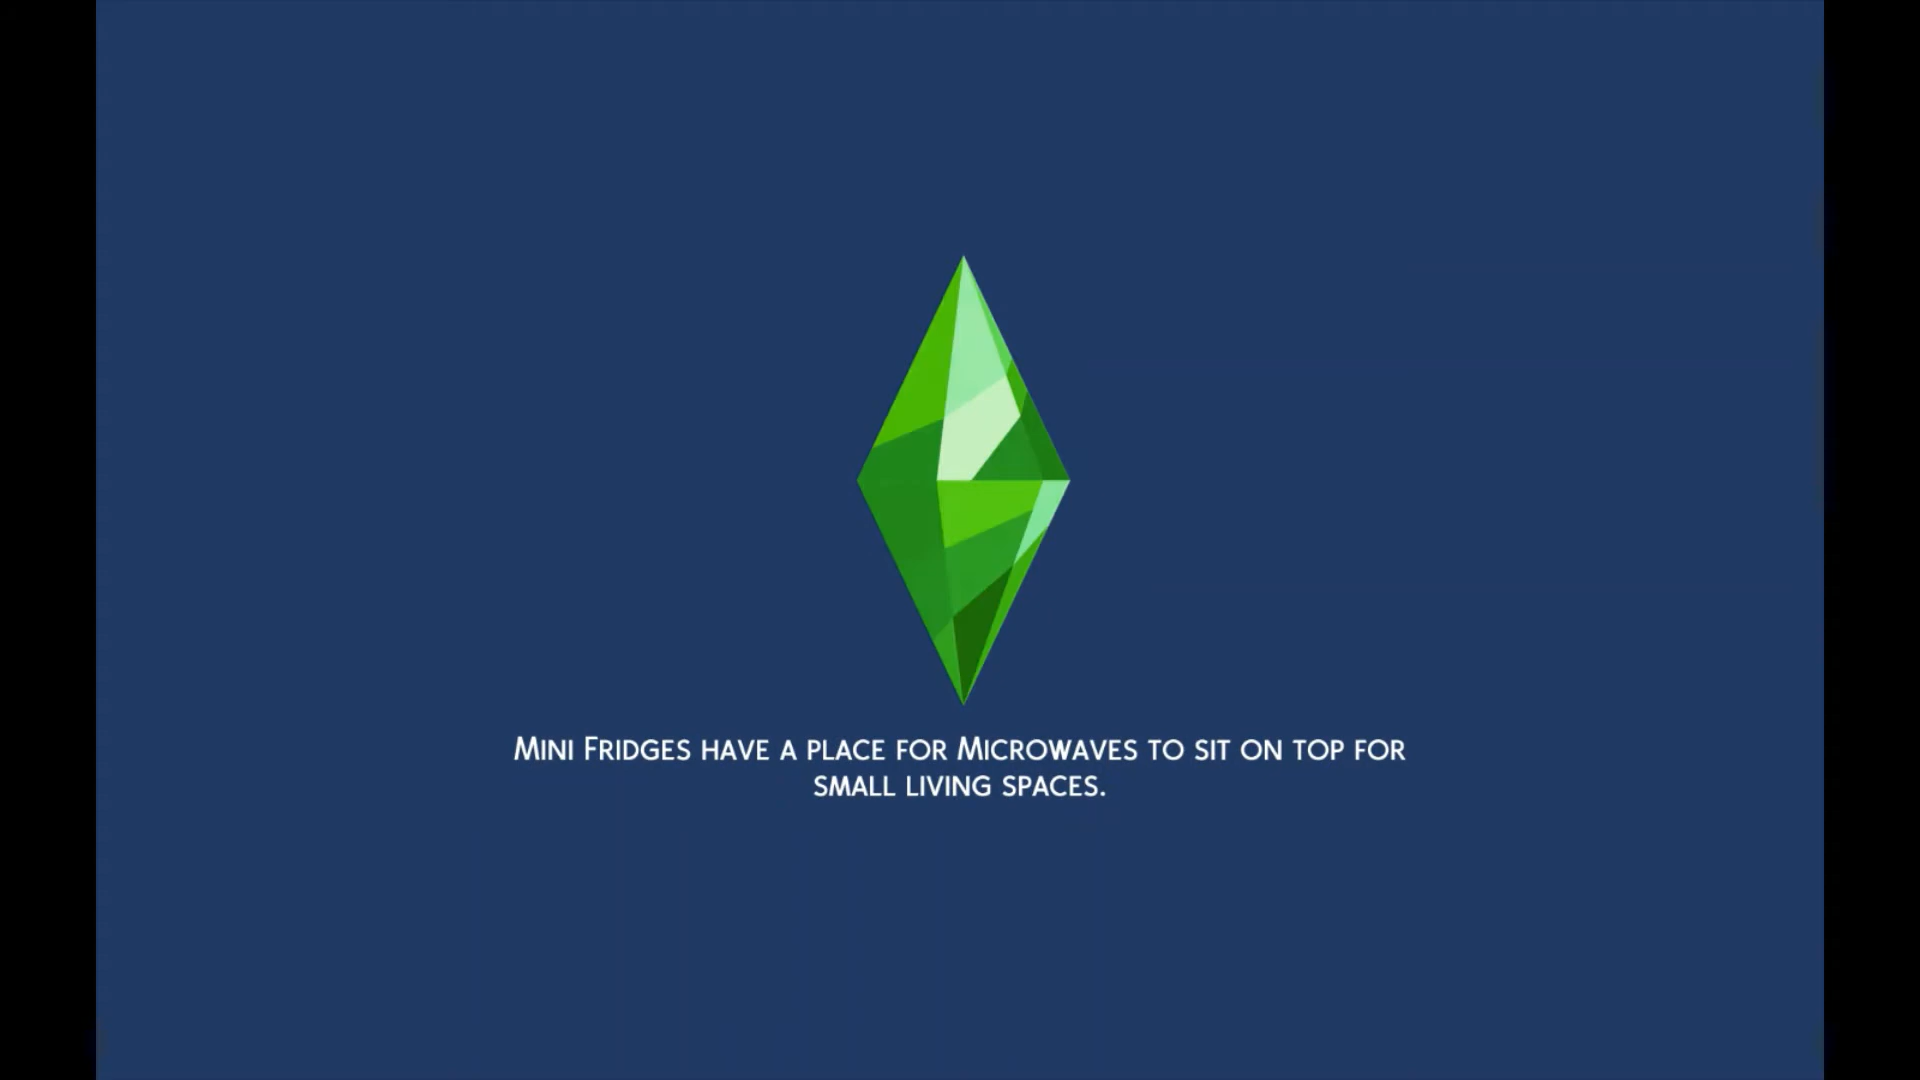 Mini Fridges have a place for Microwaves to sit on top for
small living spaces.